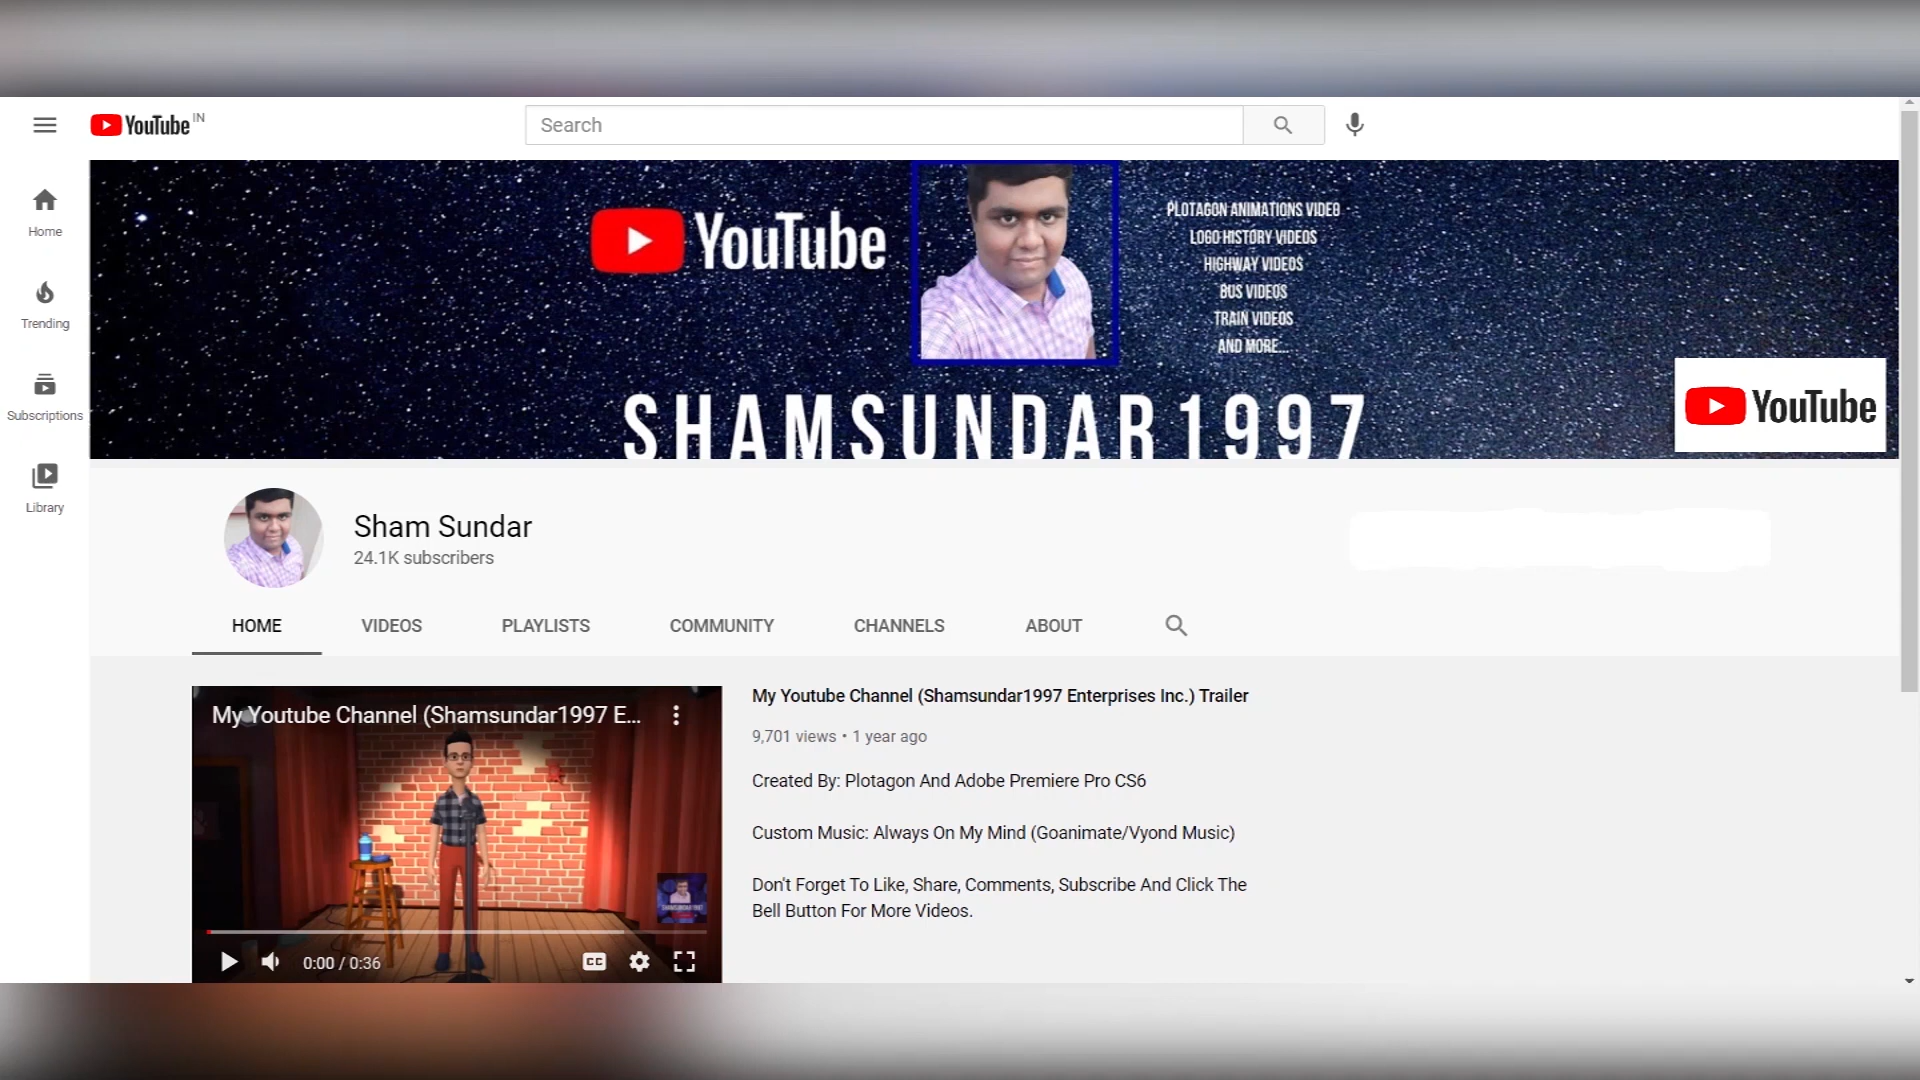 YouTube IN
Search
Home
Trending
Subscriptions
Library
YouTube
PLOTAGON ANIMATIONS VIDEO
LOGO HISTORY VIDEOS
HIGHWAY VIDEOS
BUS VIDEOS
TRAIN VIDEOS
AND MORE...
SHAMSUNDAR1997
YouTube
Sham Sundar
24.1K subscribers
HOME VIDEOS PLAYLISTS COMMUNITY CHANNELS ABOUT
My Youtube Channel (Shamsundar1997 E...
SHAMSUNDAR1997
CC
0:00 / 0:36
My Youtube Channel (Shamsundar1997 Enterprises Inc.) Trailer
9,701 views • 1 year ago
Created By: Plotagon And Adobe Premiere Pro CS6
Custom Music: Always On My Mind (Goanimate/Vyond Music)
Don't Forget To Like, Share, Comments, Subscribe And Click The
Bell Button For More Videos.